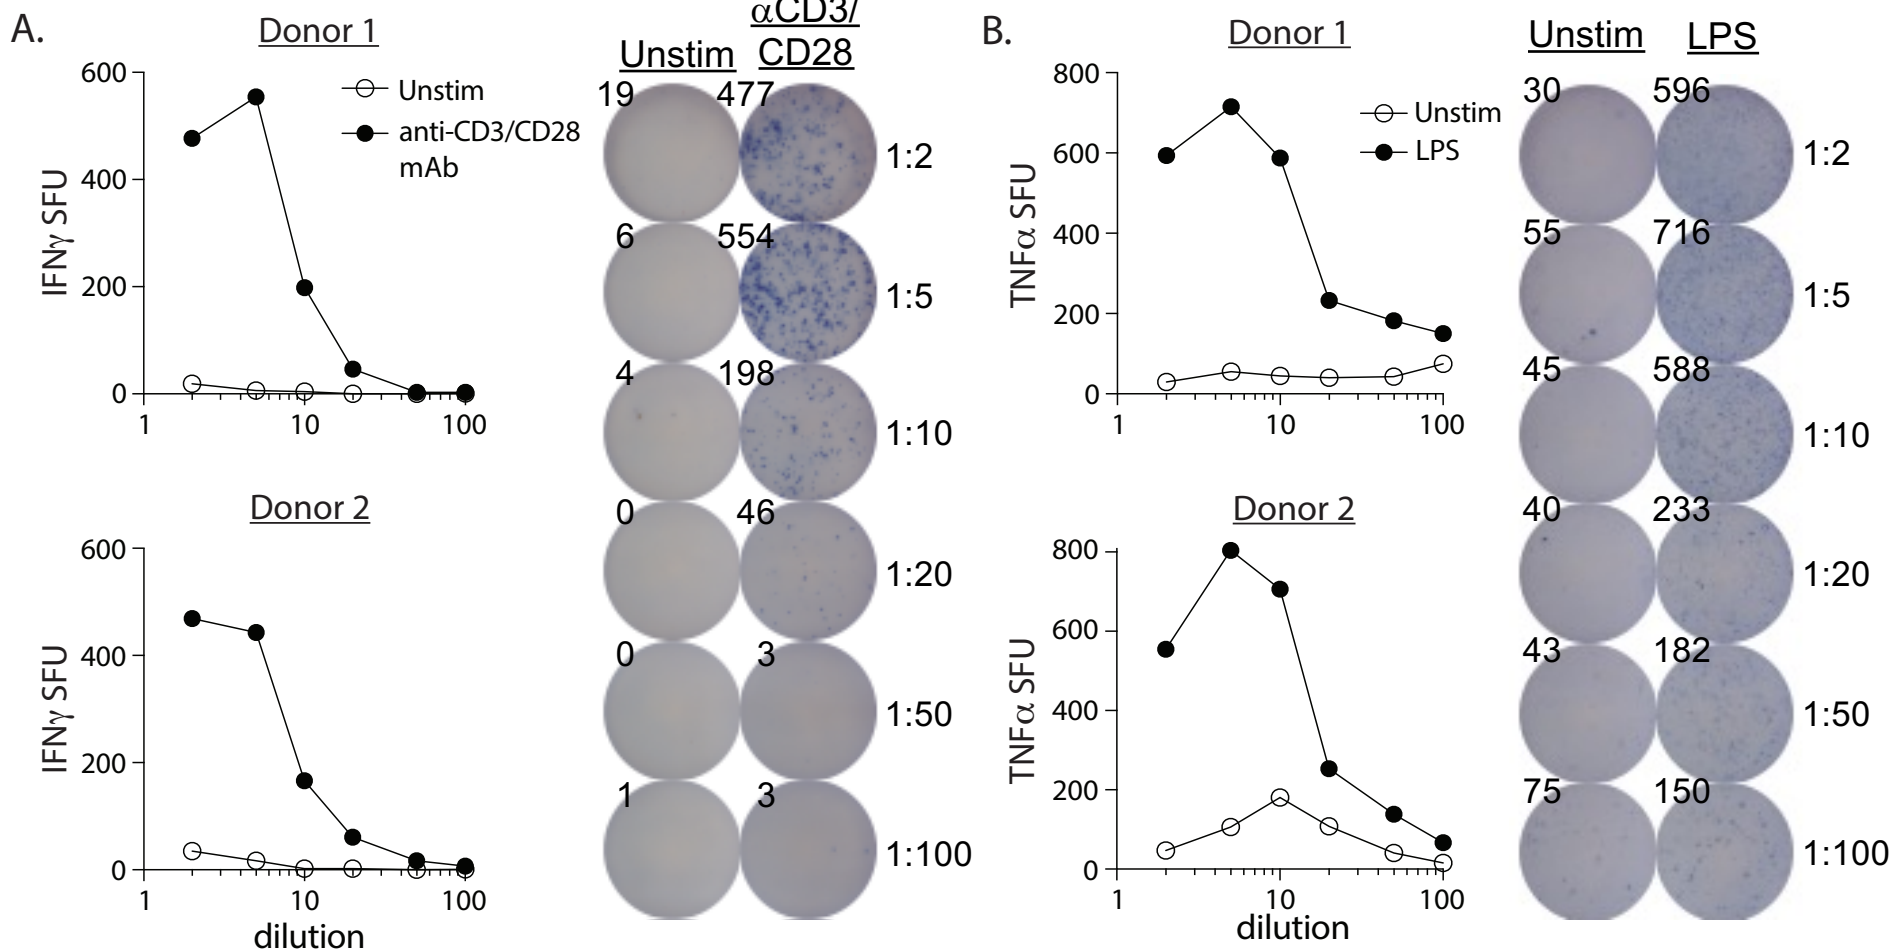 A.
Donor 1
600
400
200
0
1
10
100
IFNγ SFU
Unstim
anti-CD3/CD28
mAb
Donor 2
600
400
200
0
1
10
100
IFNγ SFU
dilution
Unstim
αCD3/
CD28
19 477 1:2
6 554 1:5
4 198 1:10
0 46 1:20
0 3 1:50
1 3 1:100
B.
Donor 1
800
600
400
200
0
1
10
100
TNFα SFU
Unstim
LPS
Donor 2
800
600
400
200
0
1
10
100
TNFα SFU
dilution
Unstim LPS
30 596 1:2
55 716 1:5
45 588 1:10
40 233 1:20
43 182 1:50
75 150 1:100